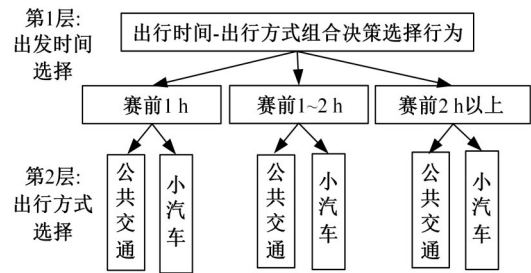 第1层:
出发时间
选择
出行时间-出行方式组合决策选择行为
赛前1 h
赛前1~2 h
赛前2 h以上
第2层:
出行方式
选择
公共交通
小汽车
公共交通
小汽车
公共交通
小汽车